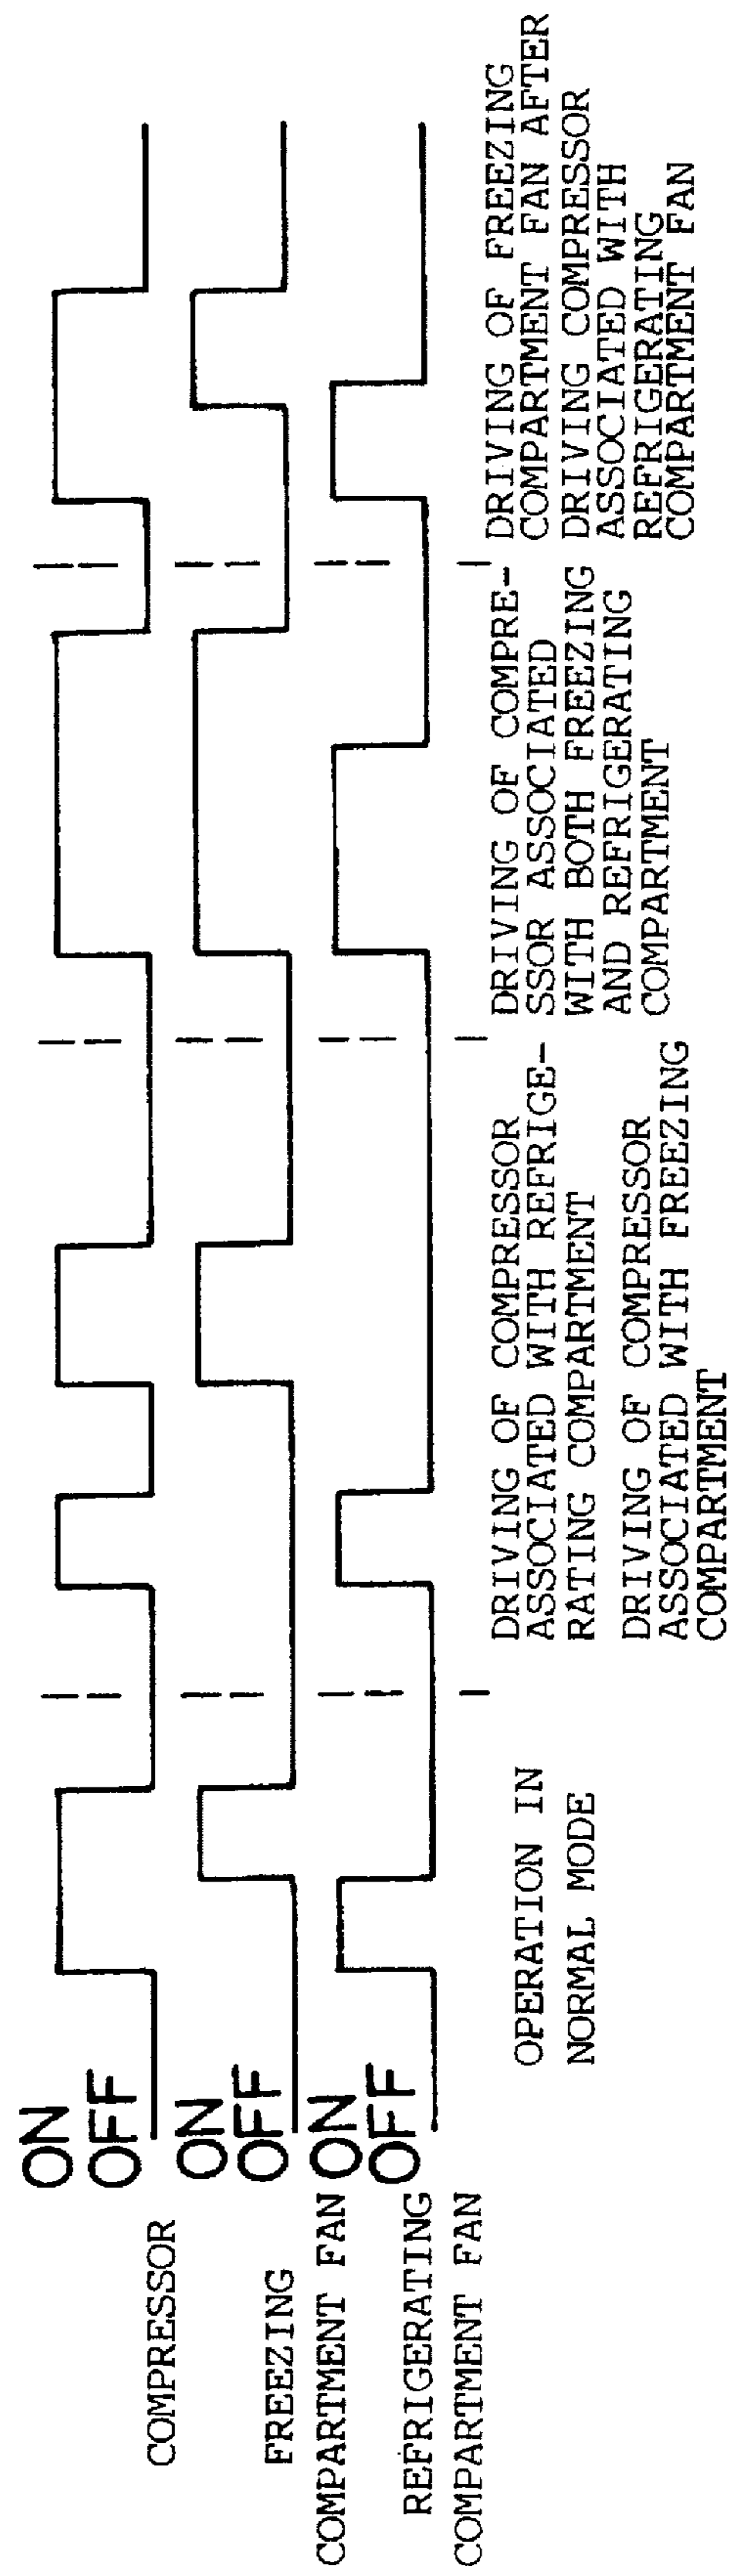 ON
OFF
COMPRESSOR
ON
OFF
FREEZING
COMPARTMENT FAN
ON
OFF
REFRIGERATING
COMPARTMENT FAN
OPERATION IN
NORMAL MODE
DRIVING OF COMPRESSOR
ASSOCIATED WITH REFRIGE-
RATING COMPARTMENT
DRIVING OF COMPRESSOR
ASSOCIATED WITH FREEZING
COMPARTMENT
DRIVING OF COMPRE-
SSOR ASSOCIATED
WITH BOTH FREEZING
AND REFRIGERATING
COMPARTMENT
DRIVING OF FREEZING
COMPARTMENT FAN AFTER
DRIVING COMPRESSOR
ASSOCIATED WITH
REFRIGERATING
COMPARTMENT FAN